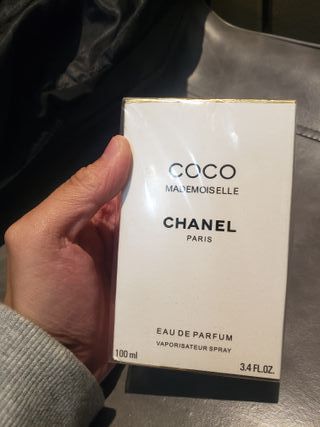 COCO
MADEMOISELLE
CHANEL
PARIS
EAU DE PARFUM
VAPORISATEUR SPRAY
100 ml
3.4 FL.OZ.